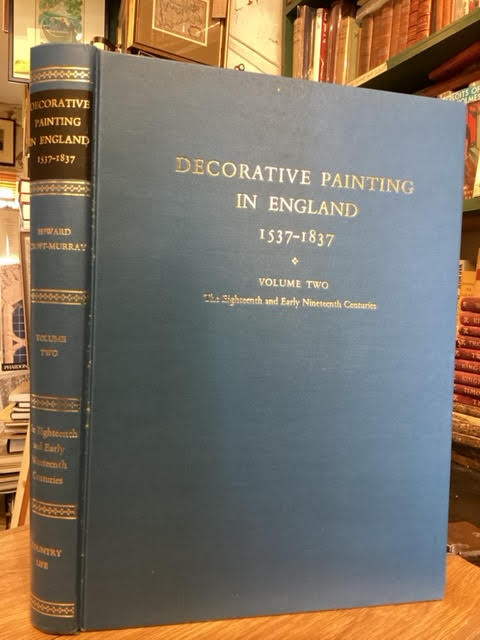 DECORATIVE
PAINTING
IN ENGLAND
1537-1837
EDWARD
CROFT-MURRAY
VOLUME
TWO
The Eighteenth
and Early
Nineteenth
Centuries
COUNTRY
LIFE
DECORATIVE PAINTING
IN ENGLAND
1537-1837
VOLUME TWO
The Eighteenth and Early Nineteenth Centuries
PHAIDON